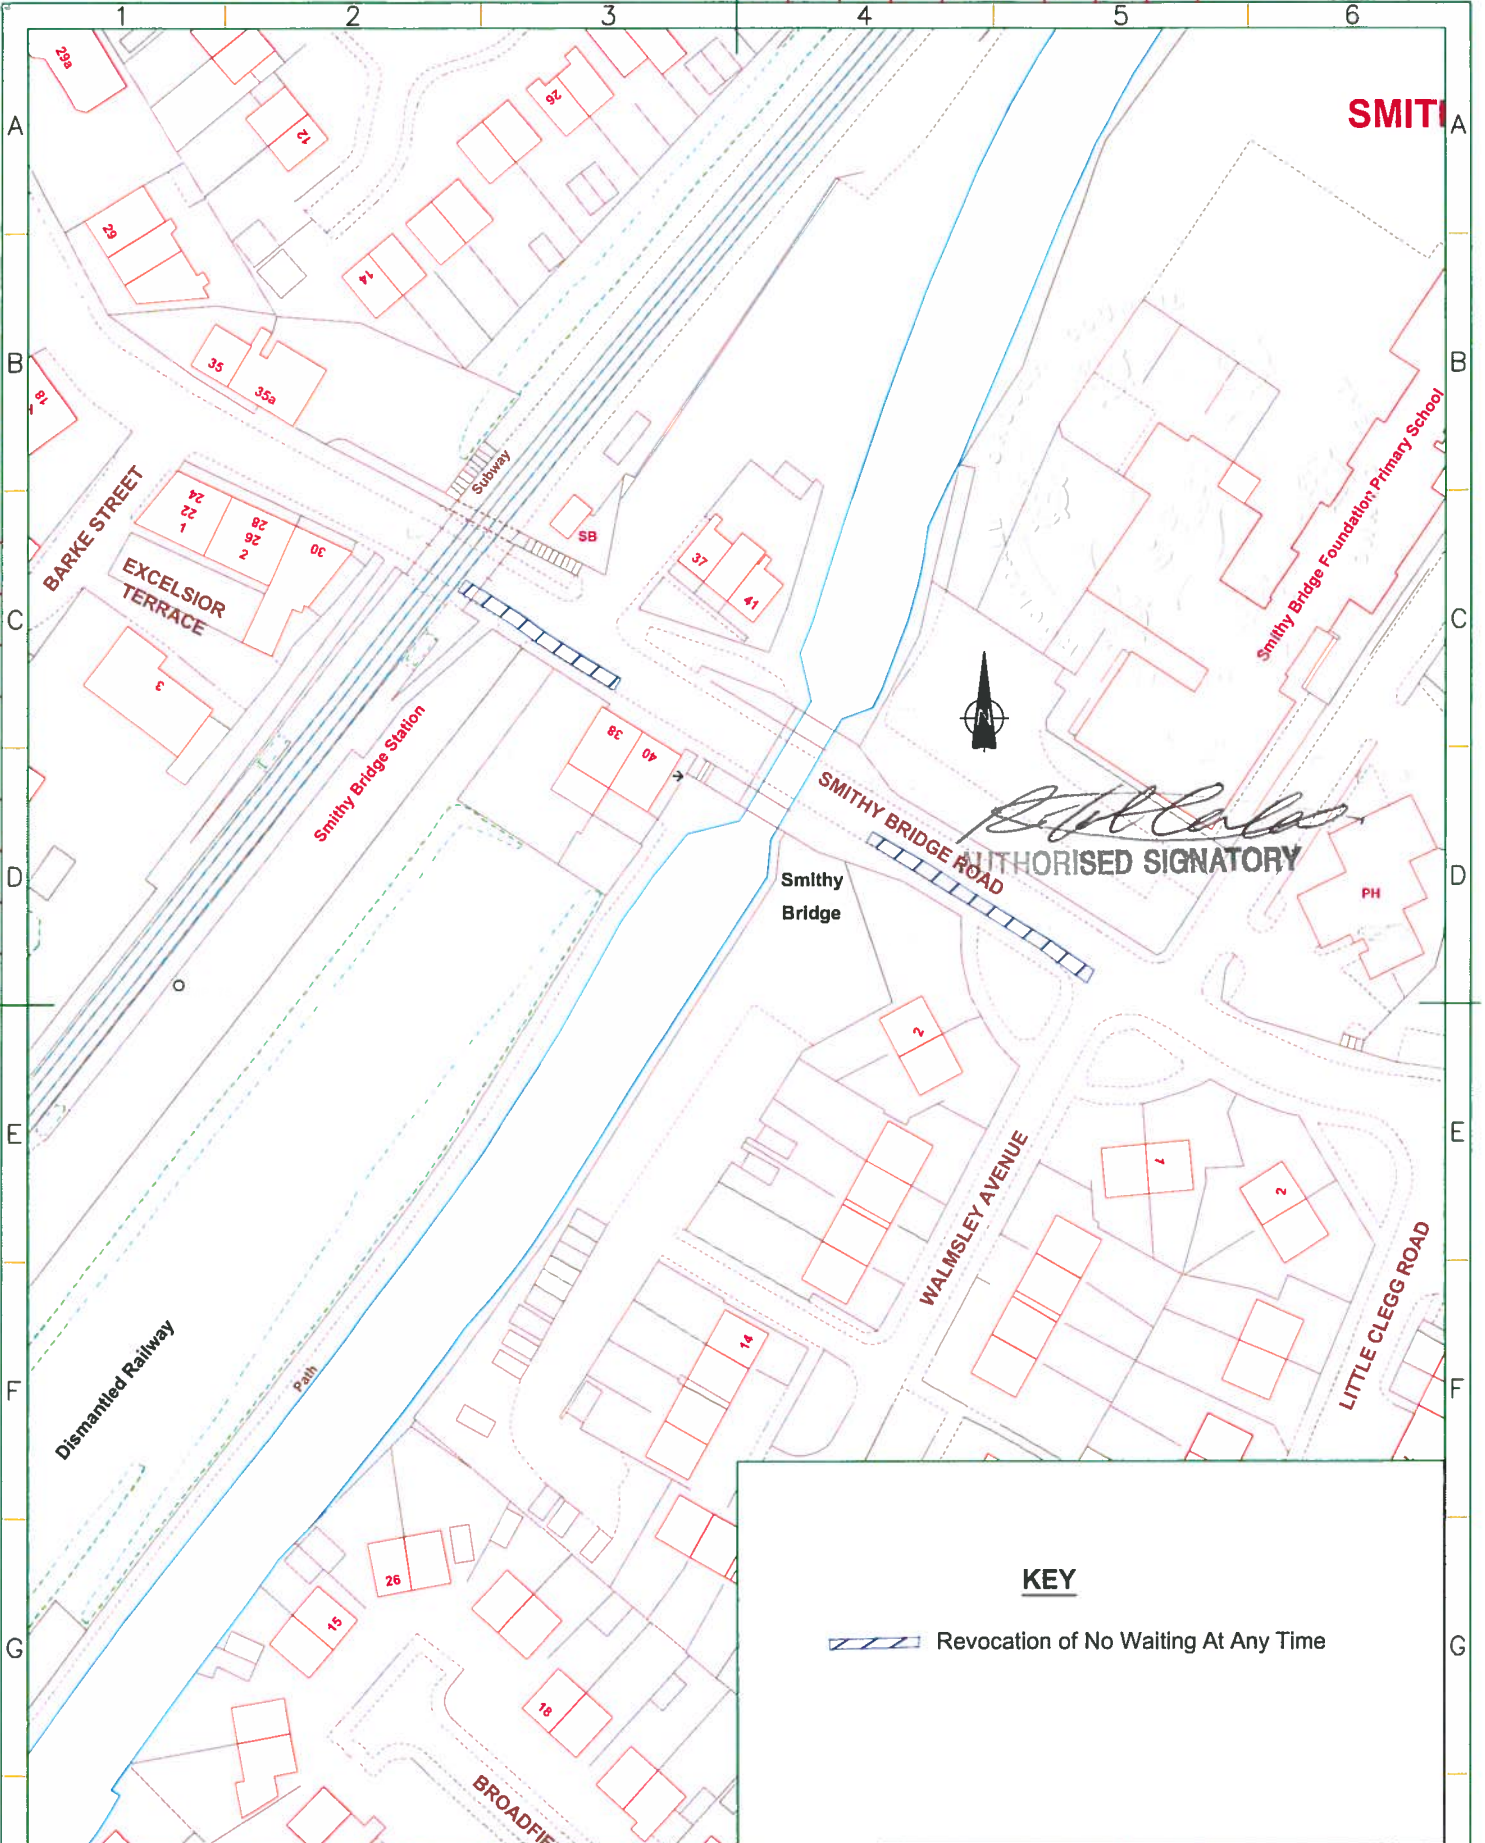 1 2 3 4 5 6
A
A
SMITH
29a
12
26
29
14
B
B
35
35a
18
Subway
SB
BARKE STREET
24
22
1
28
26
2
30
EXCELSIOR
TERRACE
37
41
Smithy Bridge Foundation Primary School
C
C
3
Smithy Bridge Station
38
40
N
SMITHY BRIDGE ROAD
AUTHORISED SIGNATORY
D
D
Smithy
Bridge
PH
2
E
E
WALMSLEY AVENUE
1
2
LITTLE CLEGG ROAD
Dismantled Railway
Path
14
F
F
26
15
18
G
G
BROADFIE
KEY
Revocation of No Waiting At Any Time